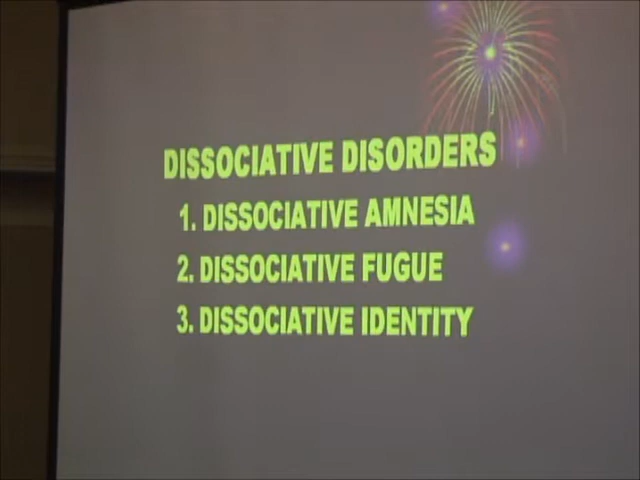 DISSOCIATIVE DISORDERS
1. DISSOCIATIVE AMNESIA
2. DISSOCIATIVE FUGUE
3. DISSOCIATIVE IDENTITY